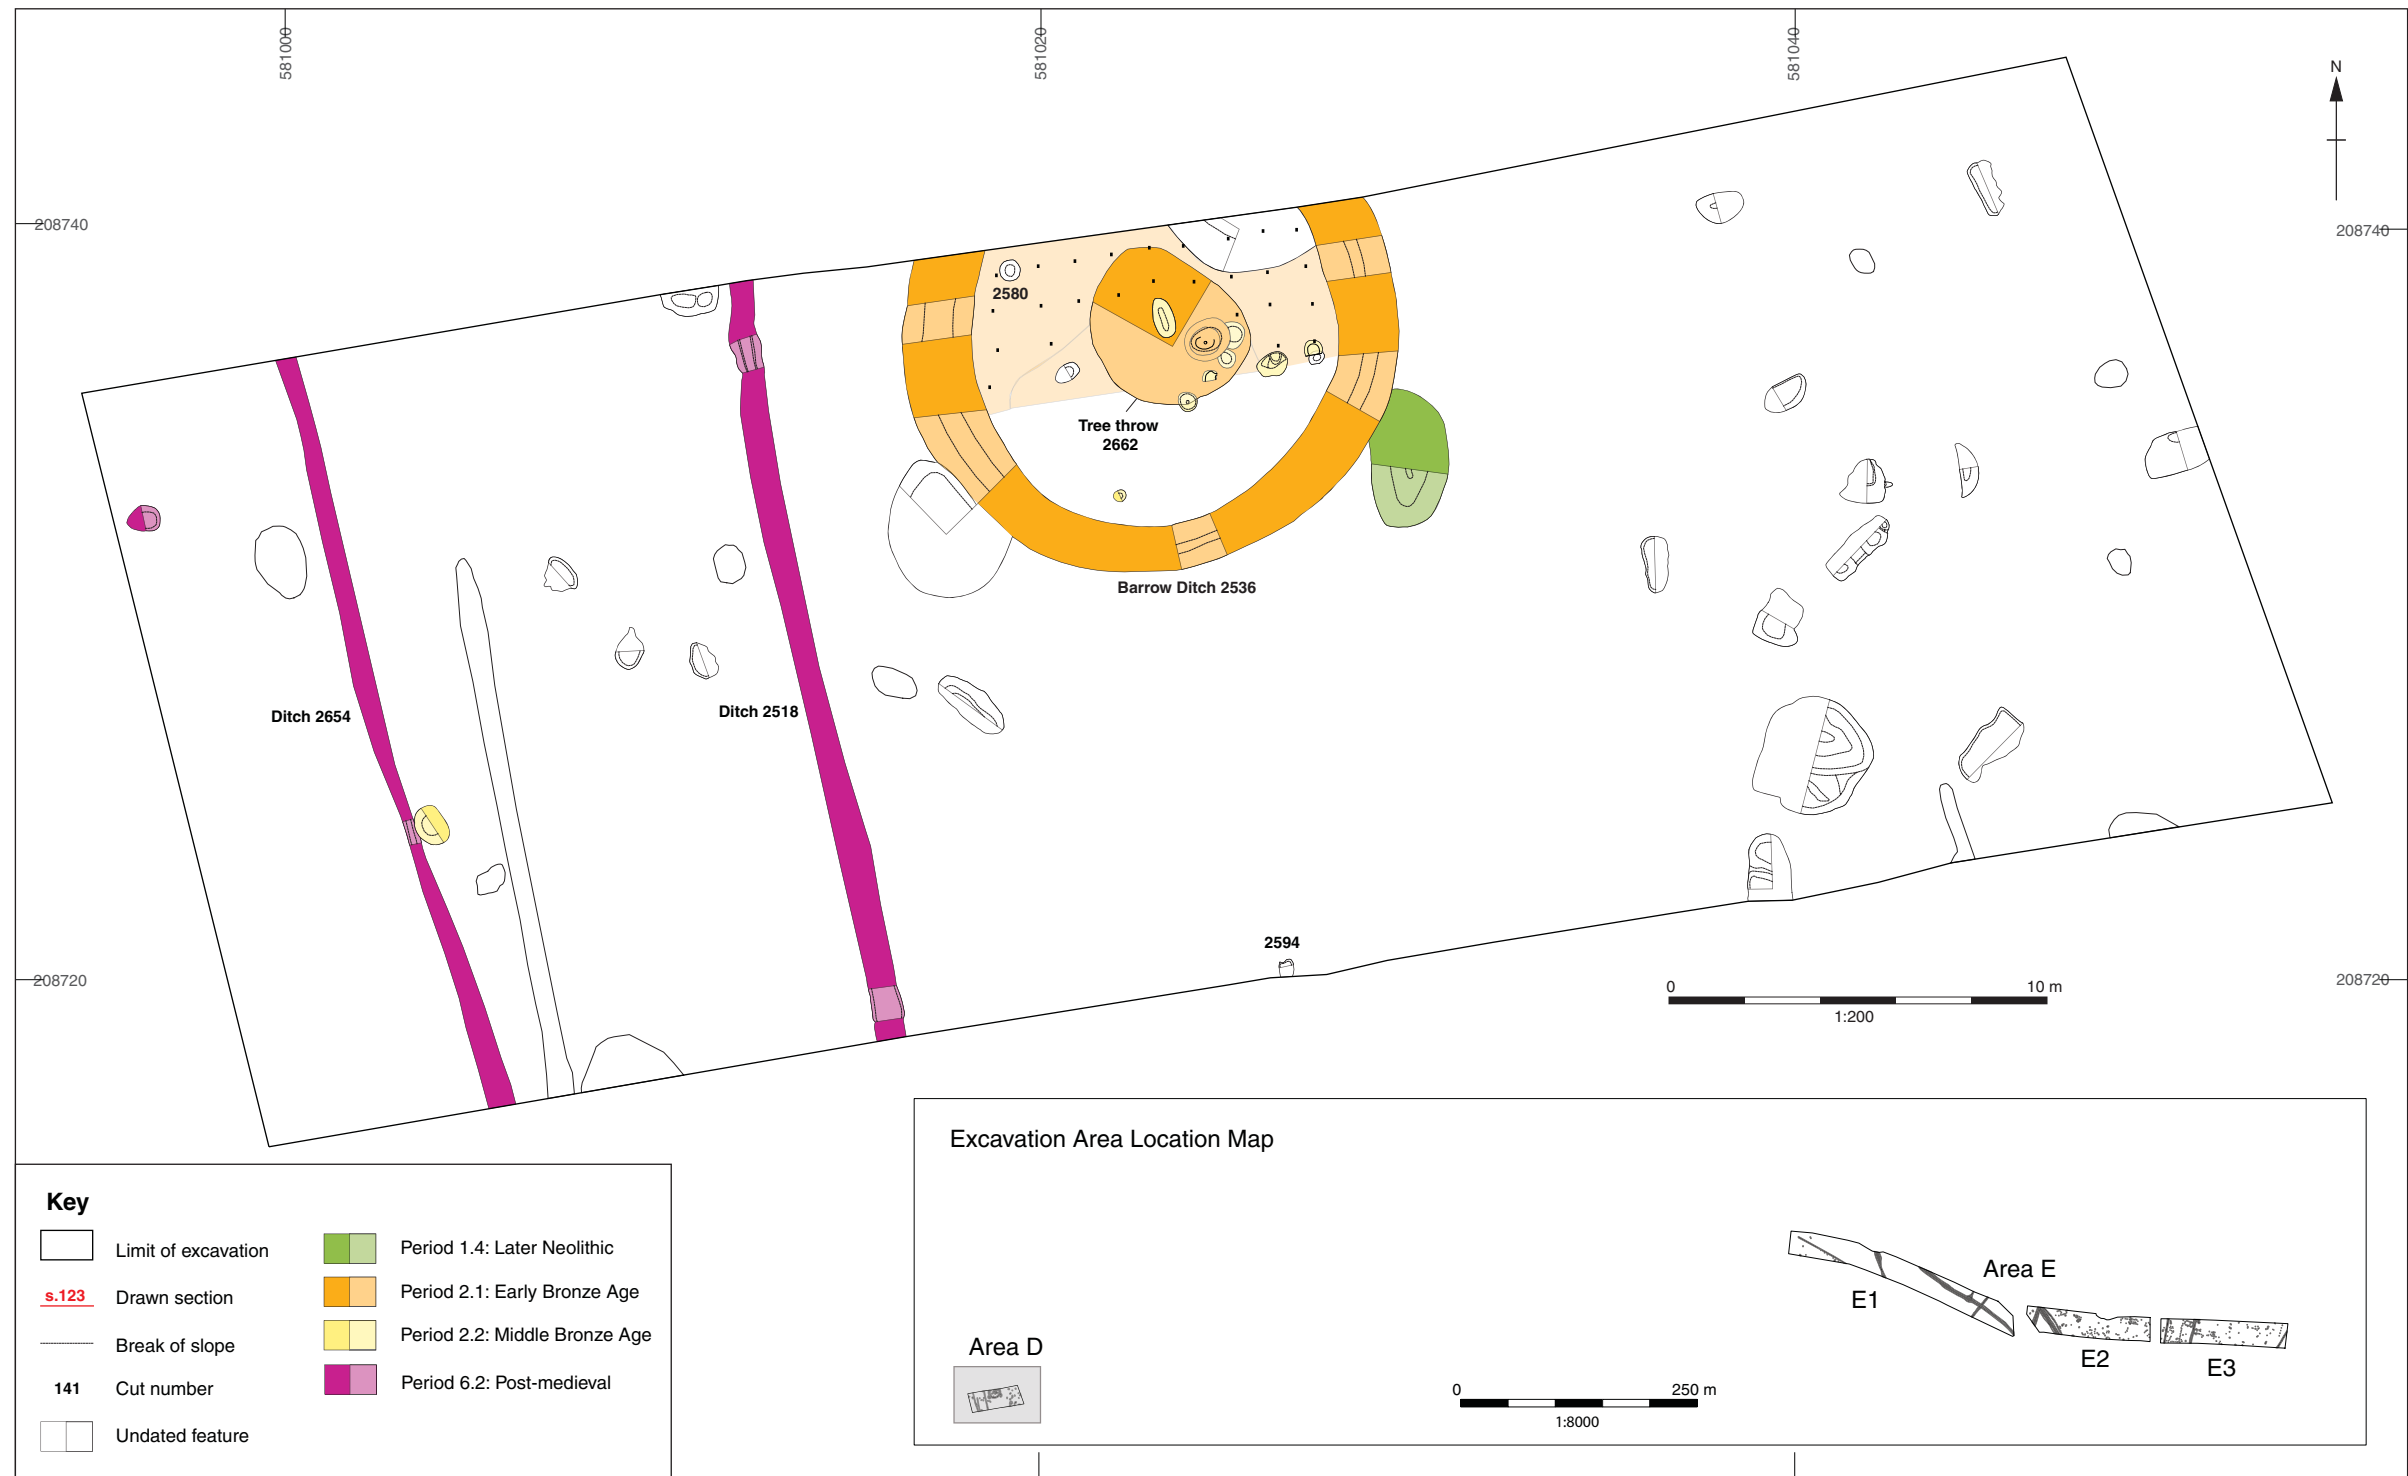 581000
581020
581040
N
208740
208740
2580
Tree throw
2662
Barrow Ditch 2536
Ditch 2654
Ditch 2518
2594
208720
208720
0 10 m
1:200
Key
Limit of excavation
s.123 Drawn section
Break of slope
141 Cut number
Undated feature
Period 1.4: Later Neolithic
Period 2.1: Early Bronze Age
Period 2.2: Middle Bronze Age
Period 6.2: Post-medieval
Excavation Area Location Map
Area E
E1
E2
E3
Area D
0 250 m
1:8000